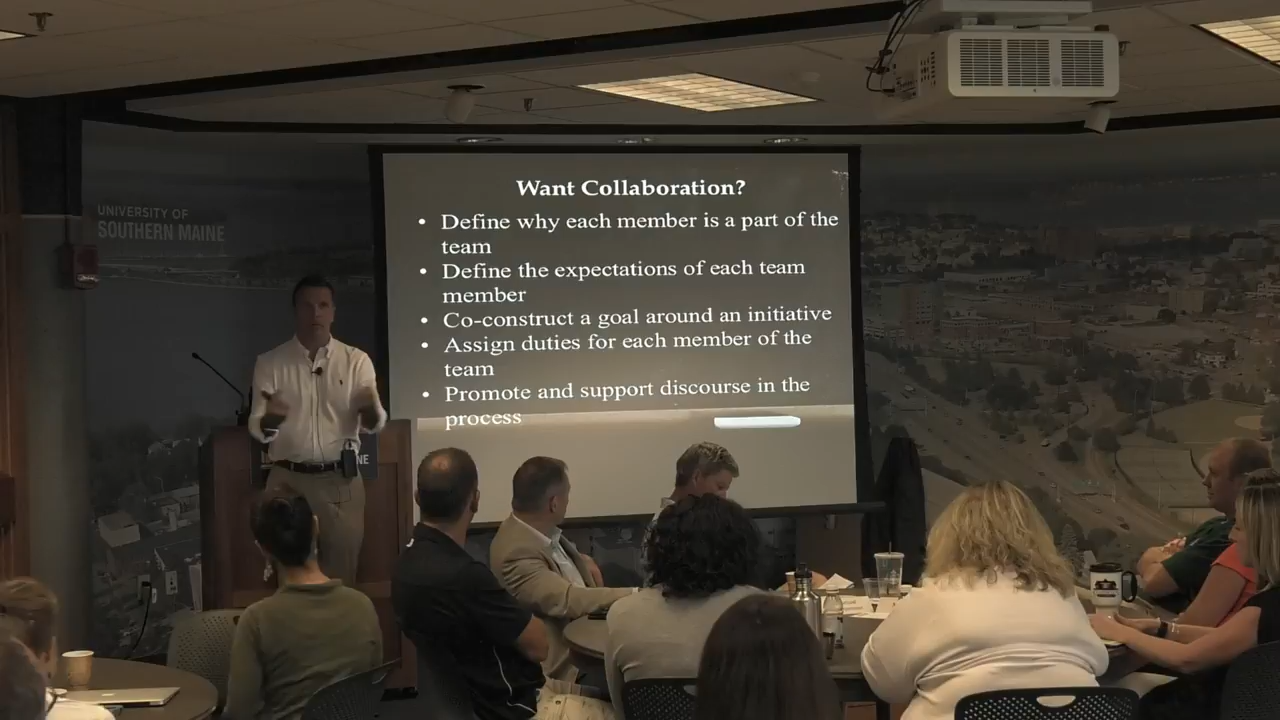 UNIVERSITY OF
SOUTHERN MAINE
Want Collaboration?
• Define why each member is a part of the
team
• Define the expectations of each team
member
• Co-construct a goal around an initiative
• Assign duties for each member of the
team
• Promote and support discourse in the
process
NE